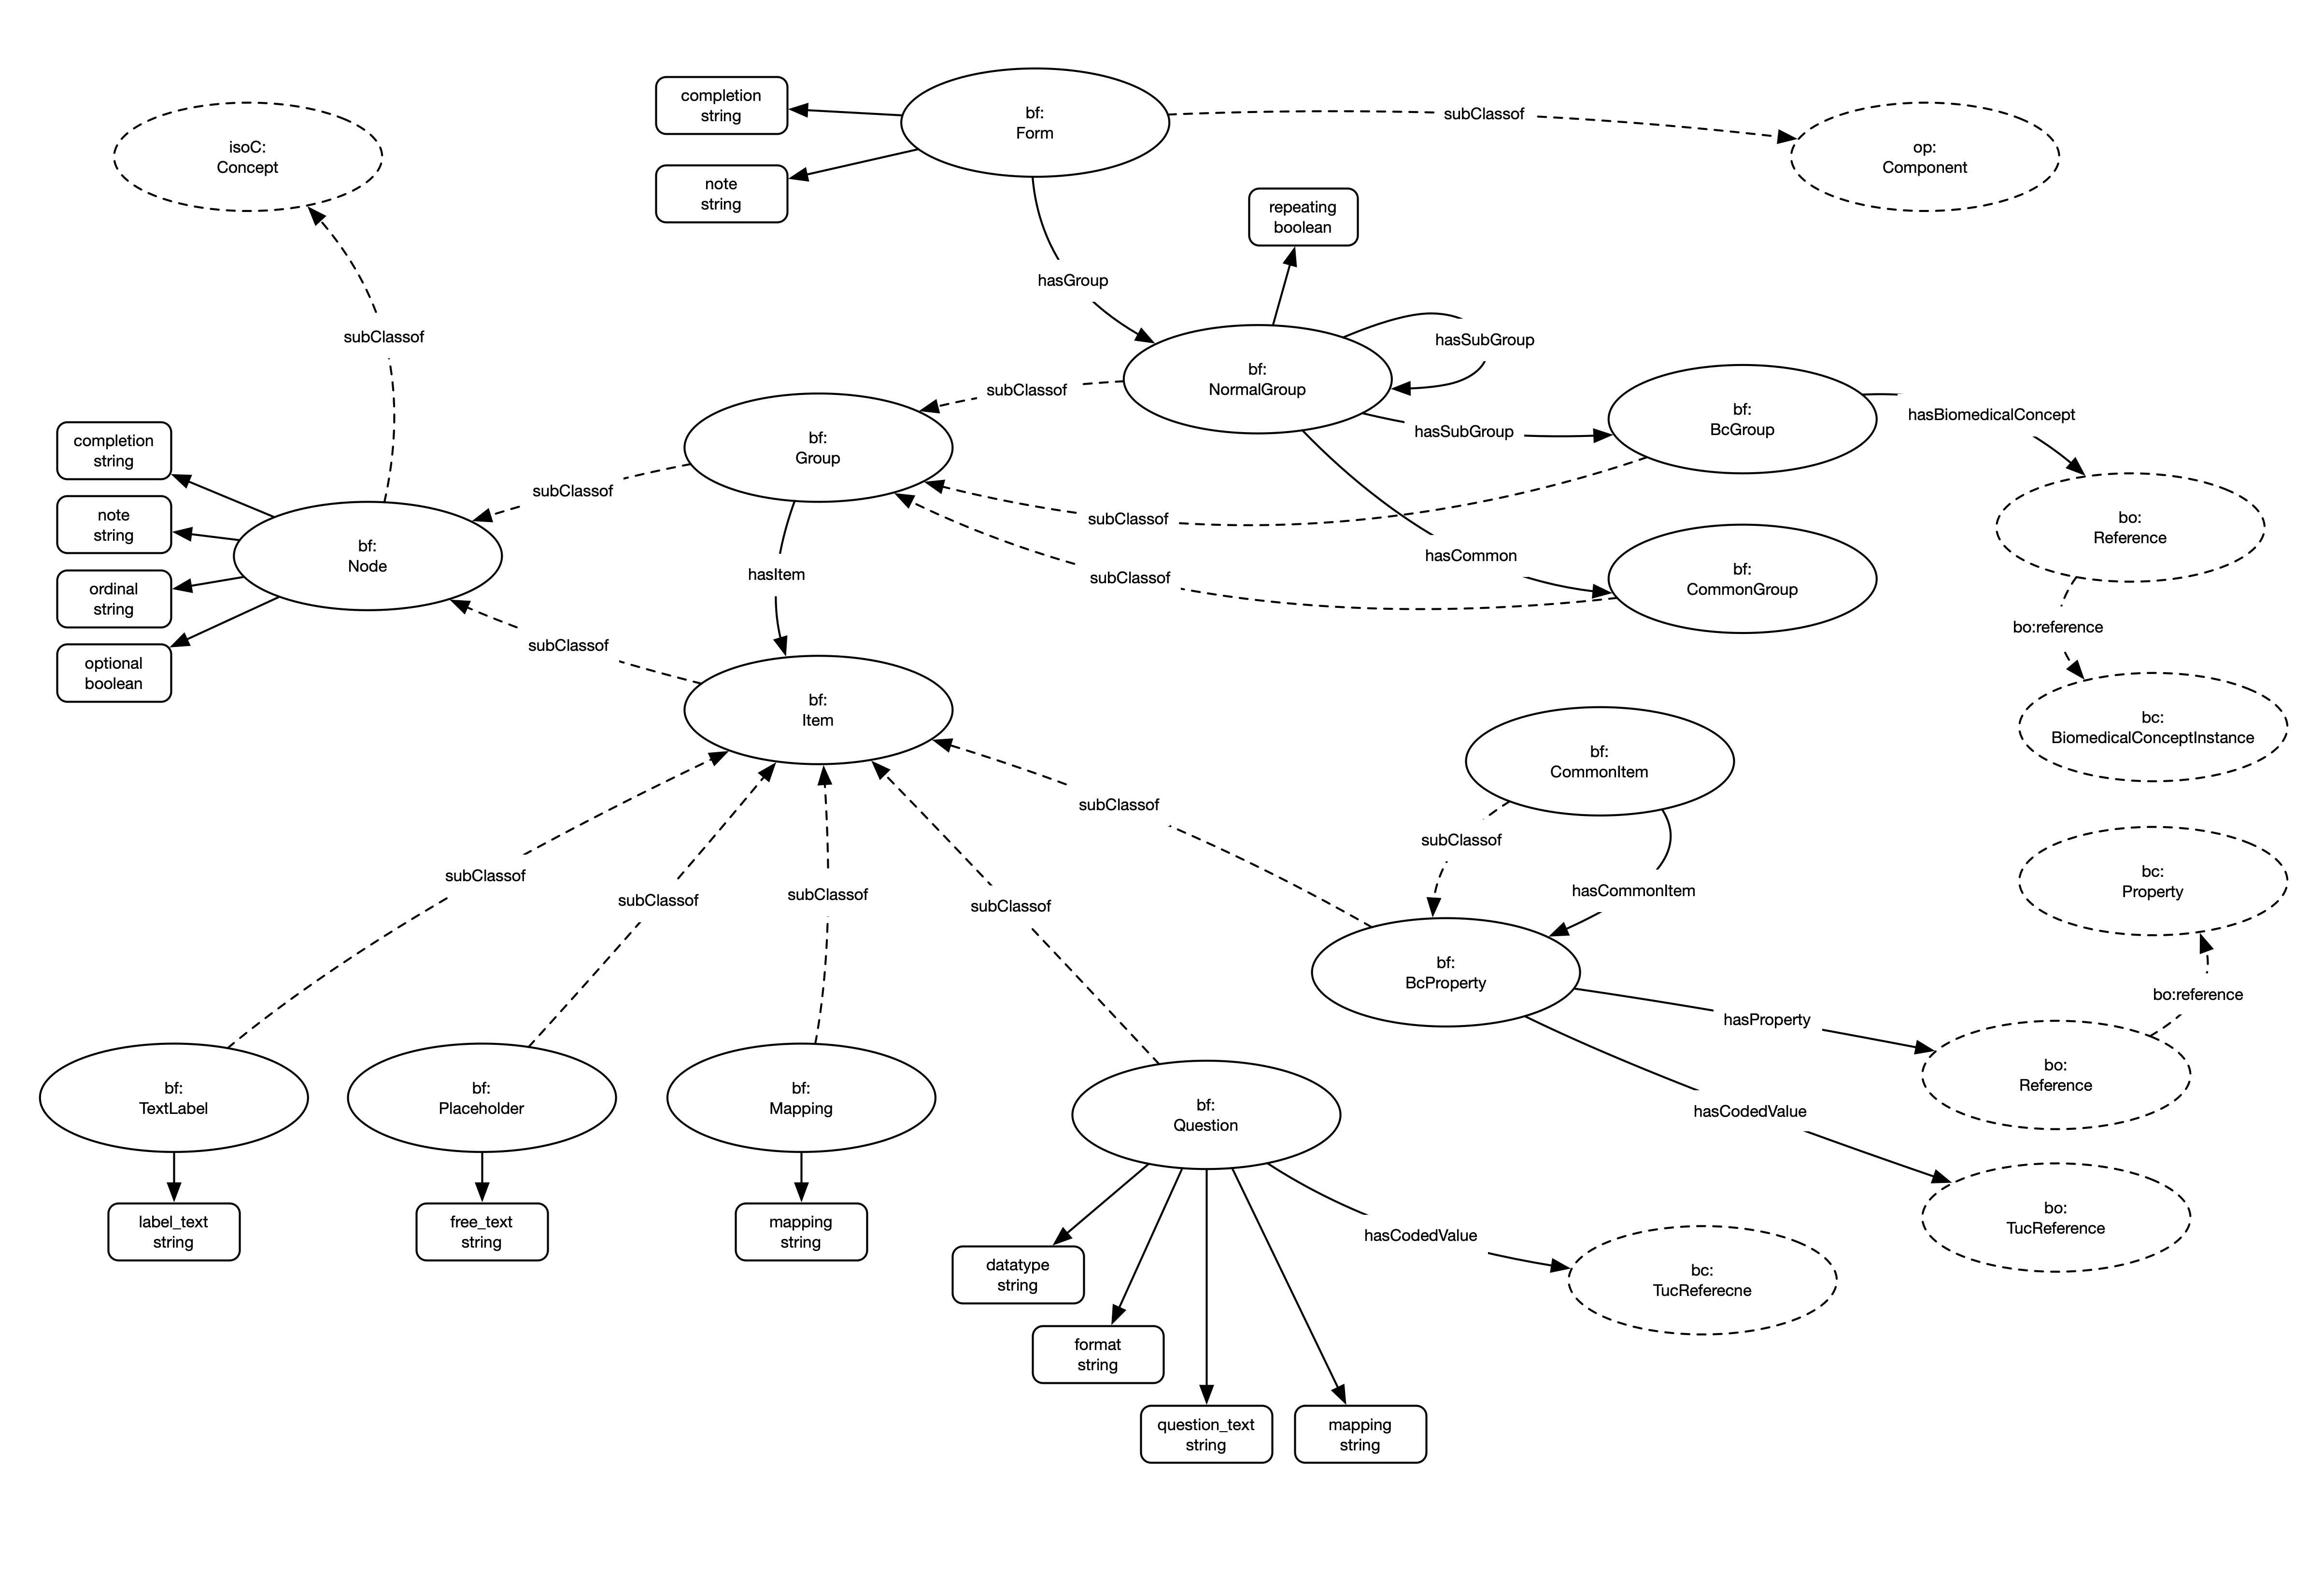 completion
string
bf:
Form
subClassof
op:
Component
isoC:
Concept
note
string
repeating
boolean
hasGroup
subClassof
hasSubGroup
bf:
NormalGroup
subClassof
hasSubGroup
bf:
BcGroup
hasBiomedicalConcept
bf:
Group
completion
string
subClassof
note
string
subClassof
bo:
Reference
bf:
Node
hasItem
hasCommon
subClassof
bf:
CommonGroup
ordinal
string
bo:reference
subClassof
optional
boolean
bf:
Item
bc:
BiomedicalConceptInstance
bf:
CommonItem
subClassof
subClassof
subClassof
subClassof
subClassof
subClassof
hasCommonItem
bc:
Property
bf:
BcProperty
bo:reference
hasProperty
bo:
Reference
bf:
TextLabel
bf:
Placeholder
bf:
Mapping
bf:
Question
hasCodedValue
label_text
string
free_text
string
mapping
string
bo:
TucReference
hasCodedValue
datatype
string
bc:
TucReferecne
format
string
question_text
string
mapping
string